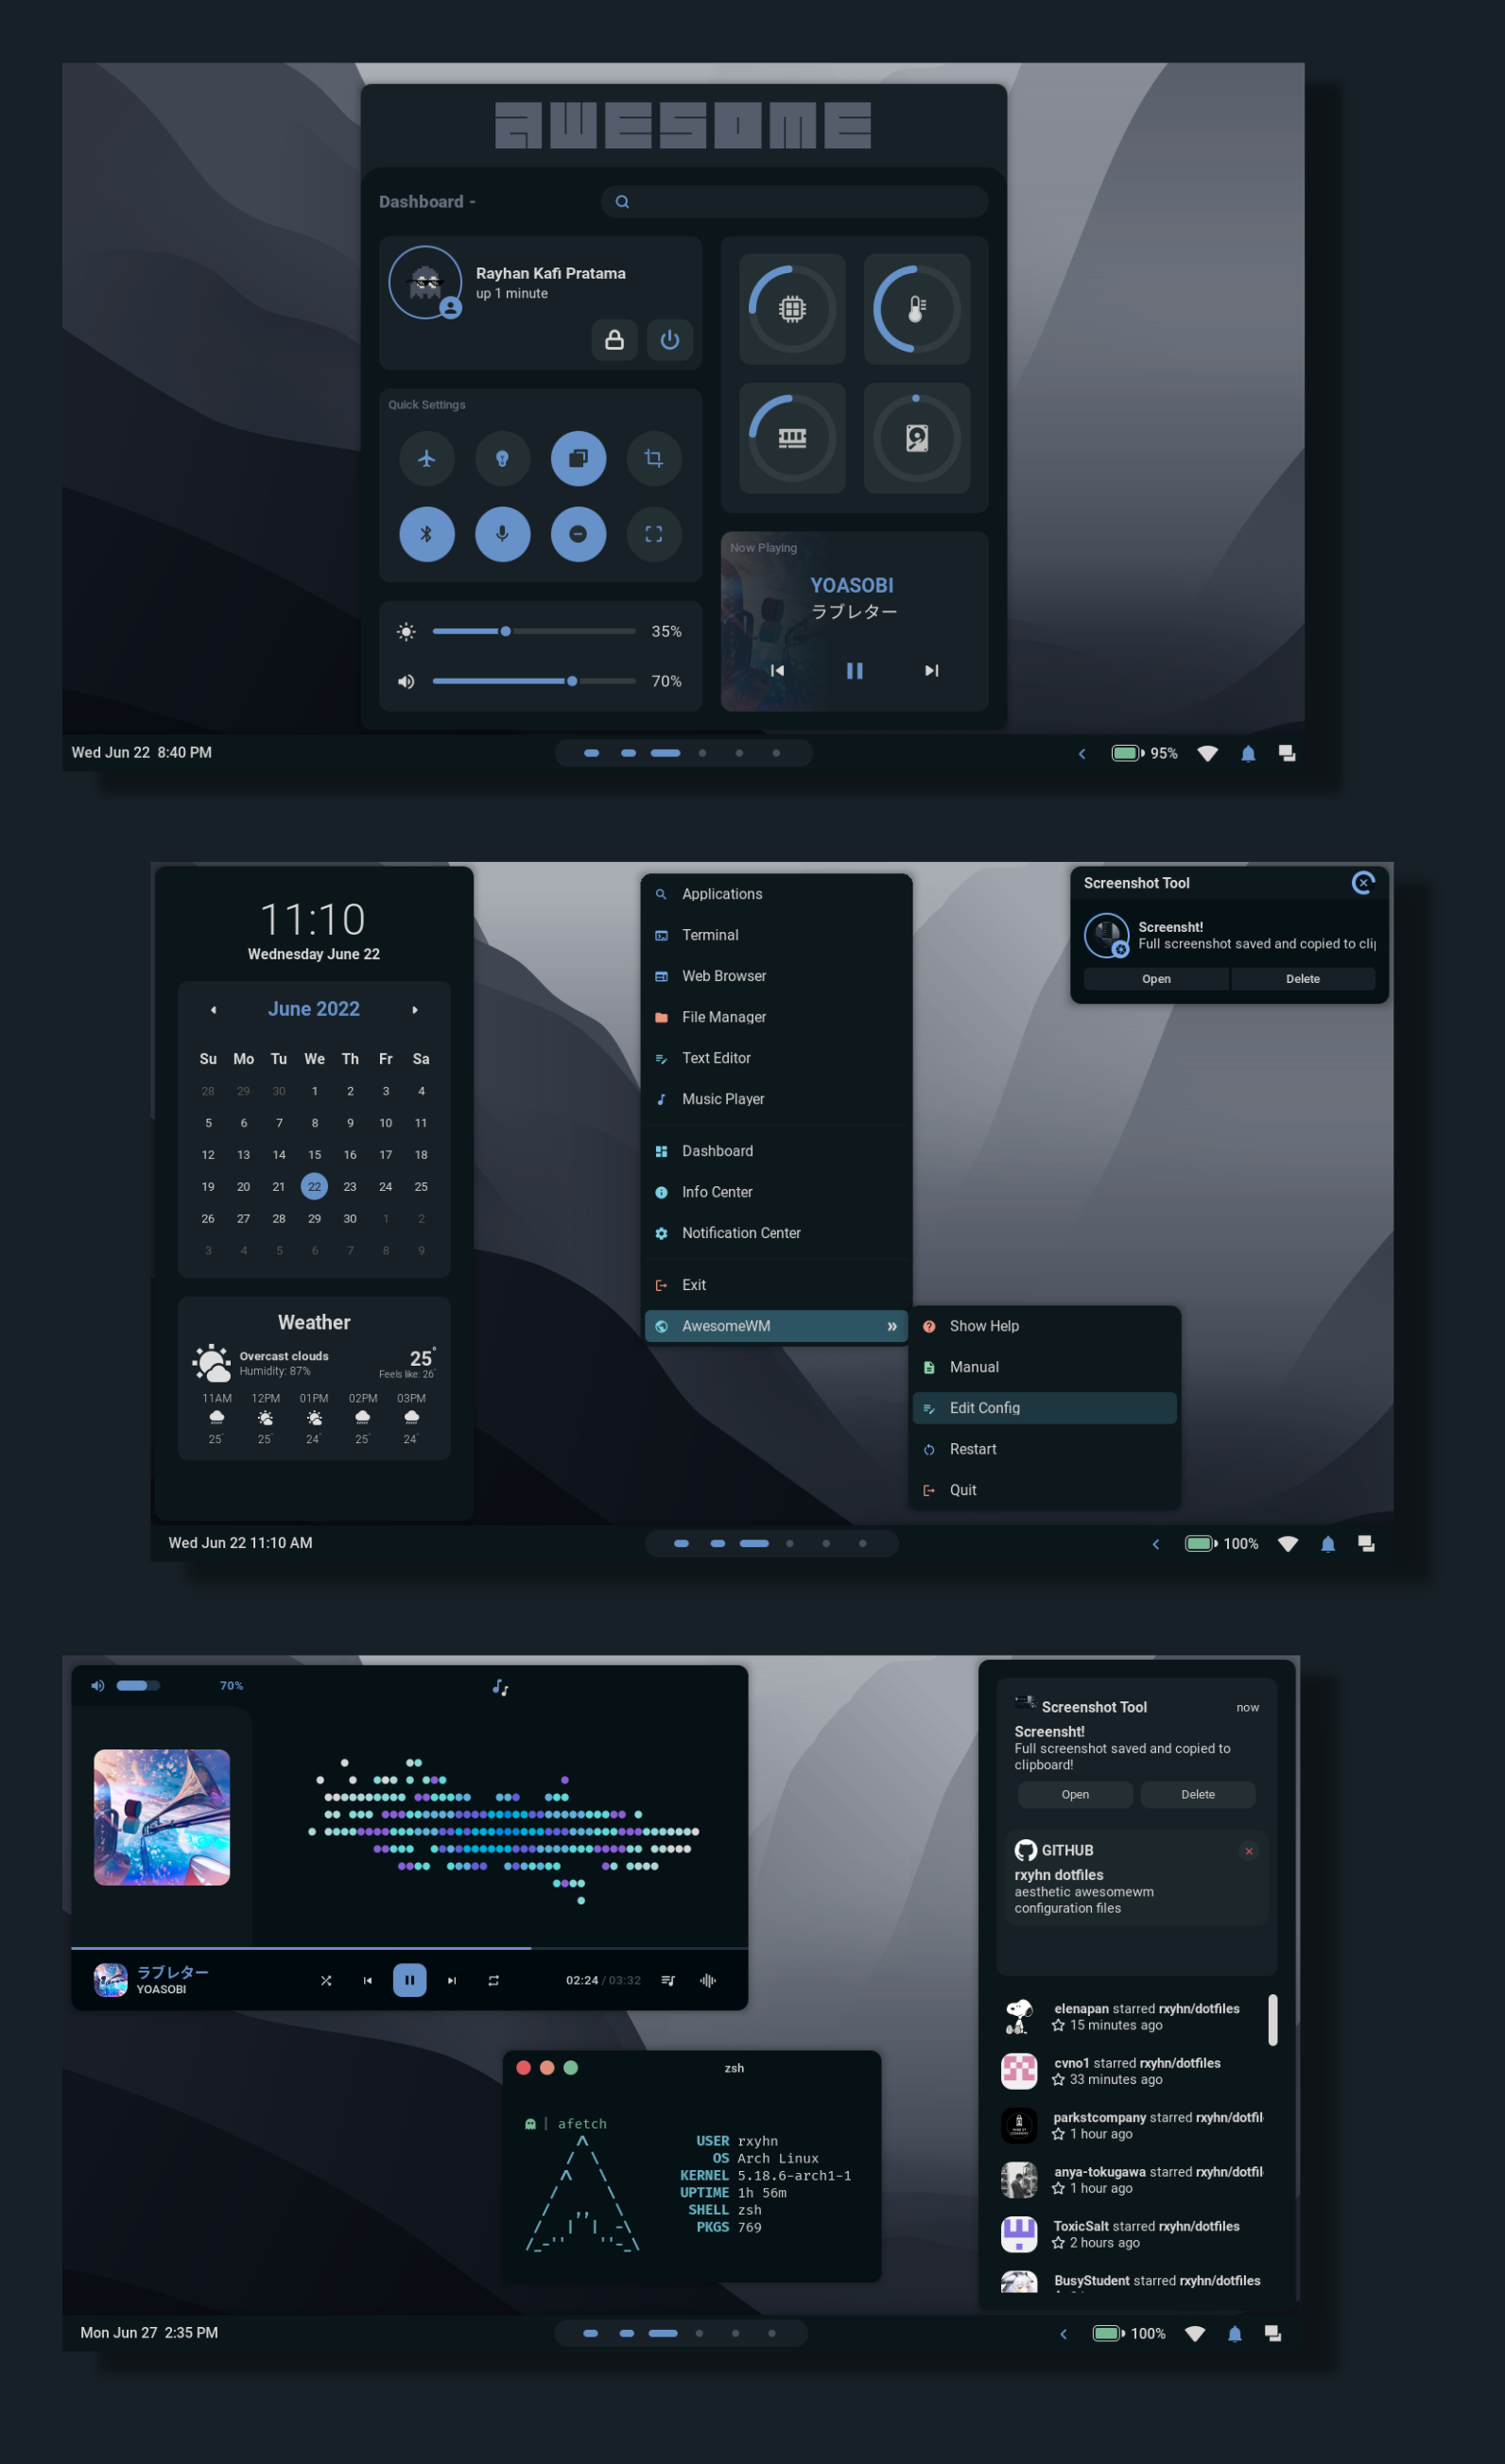 AWESOME
Dashboard -
Rayhan Kafi Pratama
up 1 minute
Quick Settings
35%
70%
Now Playing
YOASOBI
ラブレター
Wed Jun 22 8:40 PM
95%
11:10
Wednesday June 22
June 2022
Su Mo Tu We Th Fr Sa
28 29 30 1 2 3 4
5 6 7 8 9 10 11
12 13 14 15 16 17 18
19 20 21 22 23 24 25
26 27 28 29 30 1 2
3 4 5 6 7 8 9
Weather
Overcast clouds
Humidity: 87%
25°
Feels like: 26°
11AM 12PM 01PM 02PM 03PM
25° 25° 24° 25° 24°
Applications
Terminal
Web Browser
File Manager
Text Editor
Music Player
Dashboard
Info Center
Notification Center
Exit
AwesomeWM »
Show Help
Manual
Edit Config
Restart
Quit
Screenshot Tool
Screensht!
Full screenshot saved and copied to cli
Open Delete
Wed Jun 22 11:10 AM
100%
70%
ラブレター
YOASOBI
02:24 / 03:32
zsh
| afetch
USER rxyhn
OS Arch Linux
KERNEL 5.18.6-arch1-1
UPTIME 1h 56m
SHELL zsh
PKGS 769
Screenshot Tool now
Screensht!
Full screenshot saved and copied to
clipboard!
Open Delete
GITHUB
rxyhn dotfiles
aesthetic awesomewm
configuration files
elenapan starred rxyhn/dotfiles
15 minutes ago
cvno1 starred rxyhn/dotfiles
33 minutes ago
parkstcompany starred rxyhn/dotfil
1 hour ago
anya-tokugawa starred rxyhn/dotfil
1 hour ago
ToxicSalt starred rxyhn/dotfiles
2 hours ago
BusyStudent starred rxyhn/dotfiles
Mon Jun 27 2:35 PM
100%